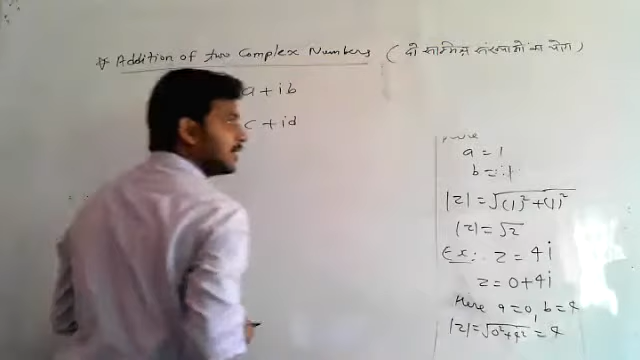 * Addition of two Complex Numbers (दो सम्मिश्र संख्याओं का योग)
a + ib
c + id
a = 1
b = 1
|z| = √(1)² + (1)²
|z| = √2
Ex:. z = 4i
z = 0 + 4i
Here a = 0, b = 4
|z| = √0² + 4² = 4